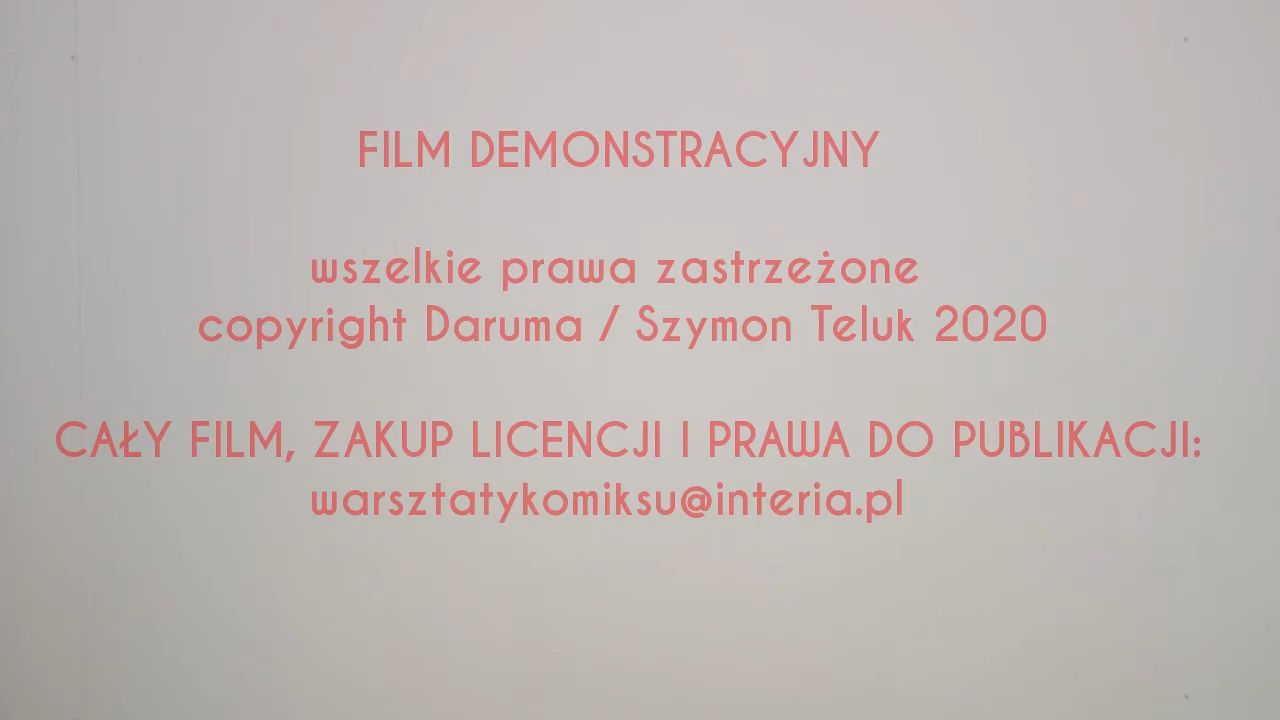 FILM DEMONSTRACYJNY
wszelkie prawa zastrzeżone
copyright Daruma / Szymon Teluk 2020
CAŁY FILM, ZAKUP LICENCJI I PRAWA DO PUBLIKACJI:
warsztatykomiksu@interia.pl